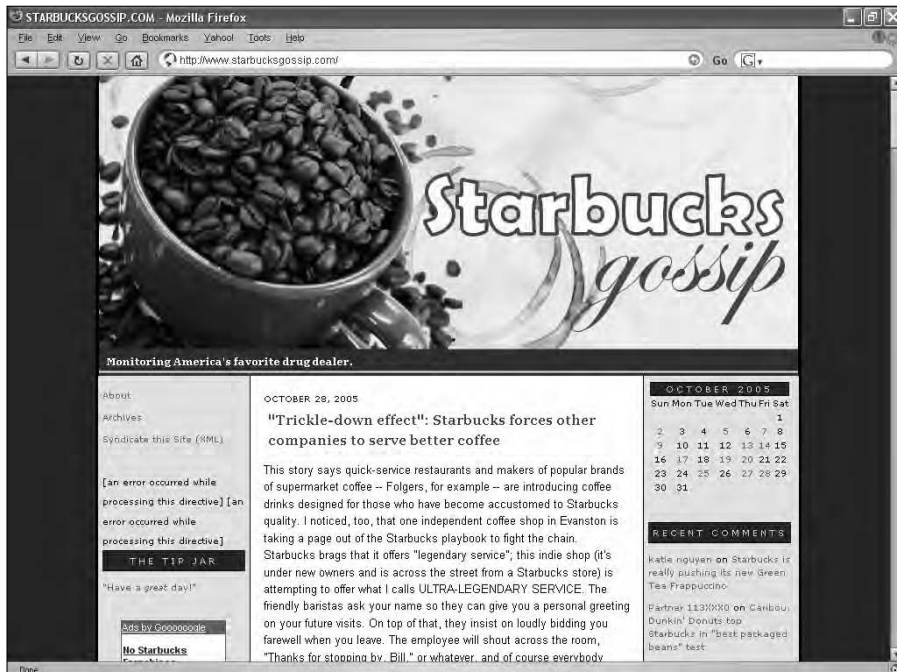 STARBUCKSGOSSIP.COM - Mozilla Firefox
File Edit View Go Bookmarks Yahoo! Tools Help
http://www.starbucksgossip.com/
Go
G
Starbucks
gossip
Monitoring America's favorite drug dealer.
About
Archives
Syndicate this Site (XML)
[an error occurred while
processing this directive] [an
error occurred while
processing this directive]
THE TIP JAR
"Have a great day!"
Ads by Goooooogle
No Starbucks
OCTOBER 28, 2005
"Trickle-down effect": Starbucks forces other
companies to serve better coffee
This story says quick-service restaurants and makers of popular brands
of supermarket coffee -- Folgers, for example -- are introducing coffee
drinks designed for those who have become accustomed to Starbucks
quality. I noticed, too, that one independent coffee shop in Evanston is
taking a page out of the Starbucks playbook to fight the chain.
Starbucks brags that it offers "legendary service"; this indie shop (it's
under new owners and is across the street from a Starbucks store) is
attempting to offer what I calls ULTRA-LEGENDARY SERVICE. The
friendly baristas ask your name so they can give you a personal greeting
on your future visits. On top of that, they insist on loudly bidding you
farewell when you leave. The employee will shout across the room,
"Thanks for stopping by, Bill," or whatever, and of course everybody
OCTOBER 2005
Sun Mon Tue Wed Thu Fri Sat
1
2 3 4 5 6 7 8
9 10 11 12 13 14 15
16 17 18 19 20 21 22
23 24 25 26 27 28 29
30 31
RECENT COMMENTS
katie nguyen on Starbucks is
really pushing its new Green
Tea Frappuccino
Partner 113XXX0 on Caribou,
Dunkin' Donuts top
Starbucks in "best packaged
beans" test
Done